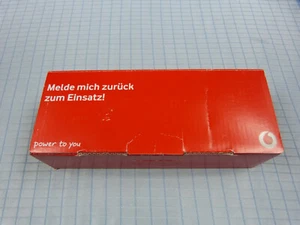 Melde mich zurück
zum Einsatz!
power to you